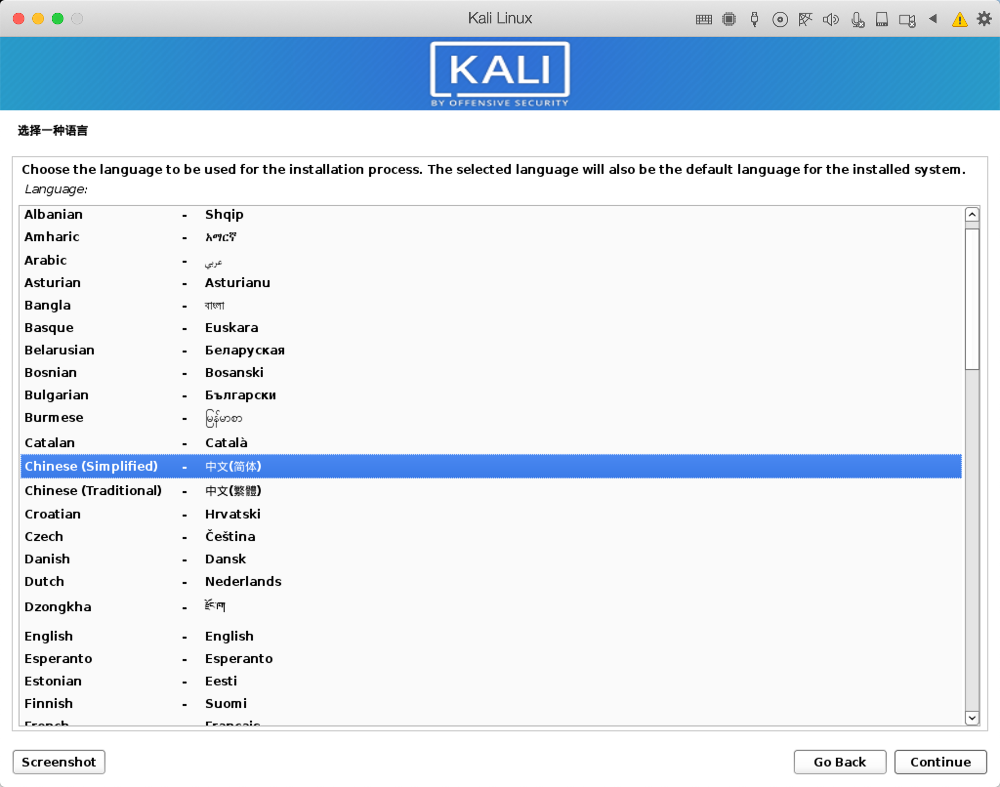 Kali Linux
KALI
BY OFFENSIVE SECURITY
选择一种语言
Choose the language to be used for the installation process. The selected language will also be the default language for the installed system.
Language:
Albanian - Shqip
Amharic - አማርኛ
Arabic - عربي
Asturian - Asturianu
Bangla - বাংলা
Basque - Euskara
Belarusian - Беларуская
Bosnian - Bosanski
Bulgarian - Български
Burmese - မြန်မာစာ
Catalan - Català
Chinese (Simplified) - 中文(简体)
Chinese (Traditional) - 中文(繁體)
Croatian - Hrvatski
Czech - Čeština
Danish - Dansk
Dutch - Nederlands
Dzongkha - རྫོང་ཁ།
English - English
Esperanto - Esperanto
Estonian - Eesti
Finnish - Suomi
French Français
Screenshot
Go Back
Continue